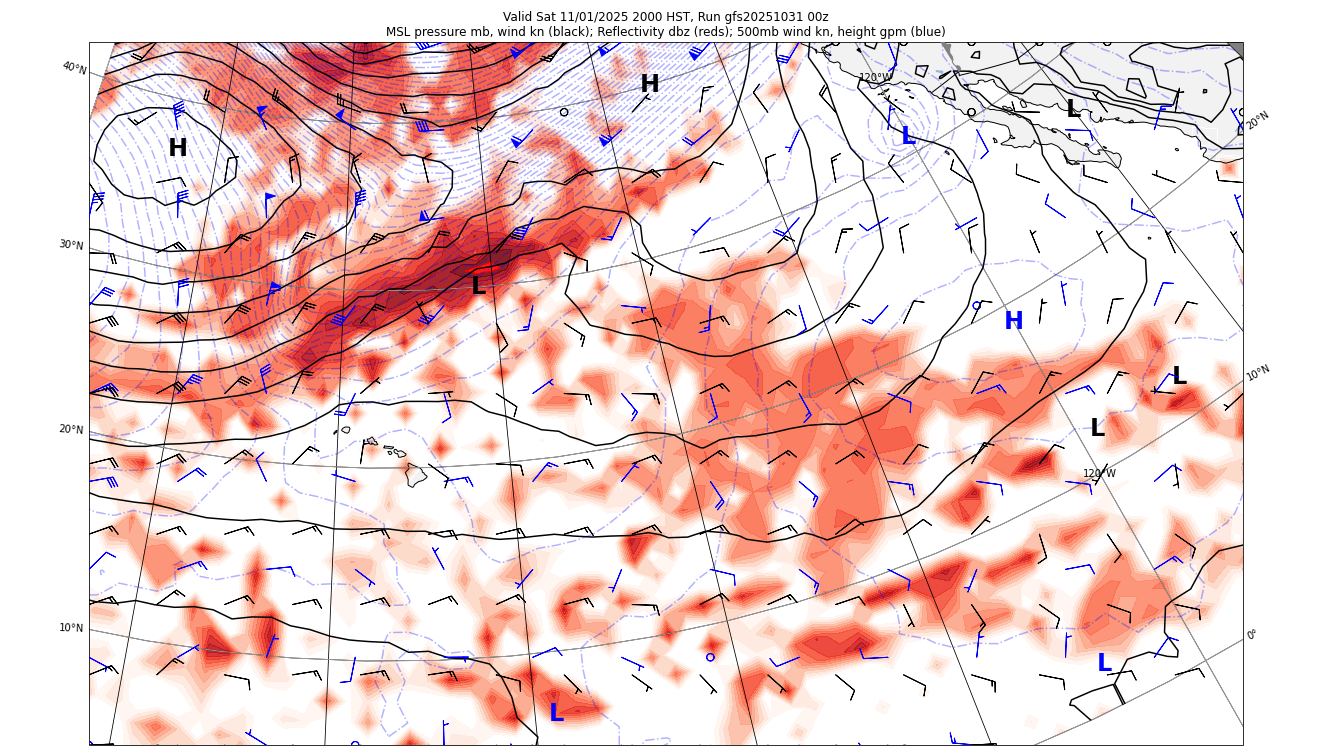 Valid Sat 11/01/2025 2000 HST, Run gfs20251031 00z
MSL pressure mb, wind kn (black); Reflectivity dbz (reds); 500mb wind kn, height gpm (blue)
40°N
H
120°W
L
L
20°N
H
30°N
L
H
10°N
L
20°N
L
120°W
10°N
0°
L
L